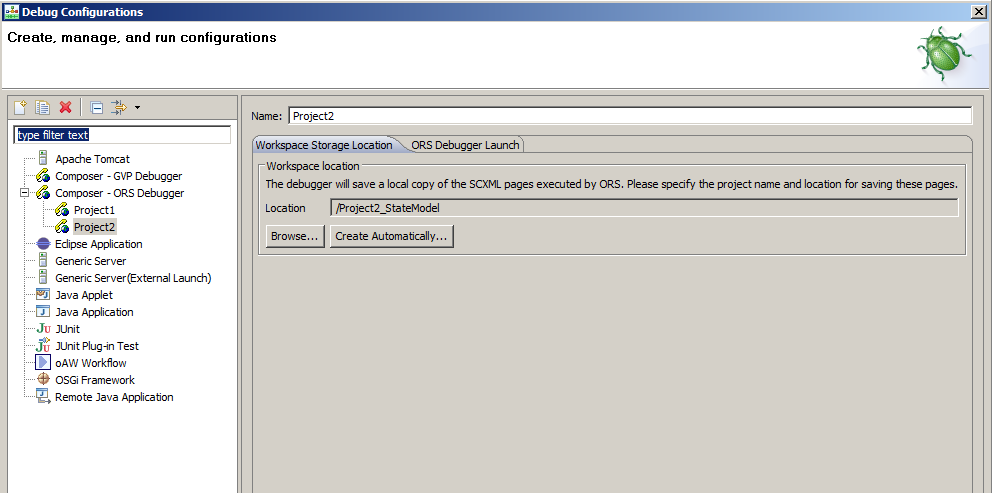 Debug Configurations
Create, manage, and run configurations
type filter text
Apache Tomcat
Composer - GVP Debugger
Composer - ORS Debugger
Project1
Project2
Eclipse Application
Generic Server
Generic Server(External Launch)
Java Applet
Java Application
JUnit
JUnit Plug-in Test
oAW Workflow
OSGi Framework
Remote Java Application
Name: Project2
Workspace Storage Location ORS Debugger Launch
Workspace location
The debugger will save a local copy of the SCXML pages executed by ORS. Please specify the project name and location for saving these pages.
Location /Project2_StateModel
Browse... Create Automatically...